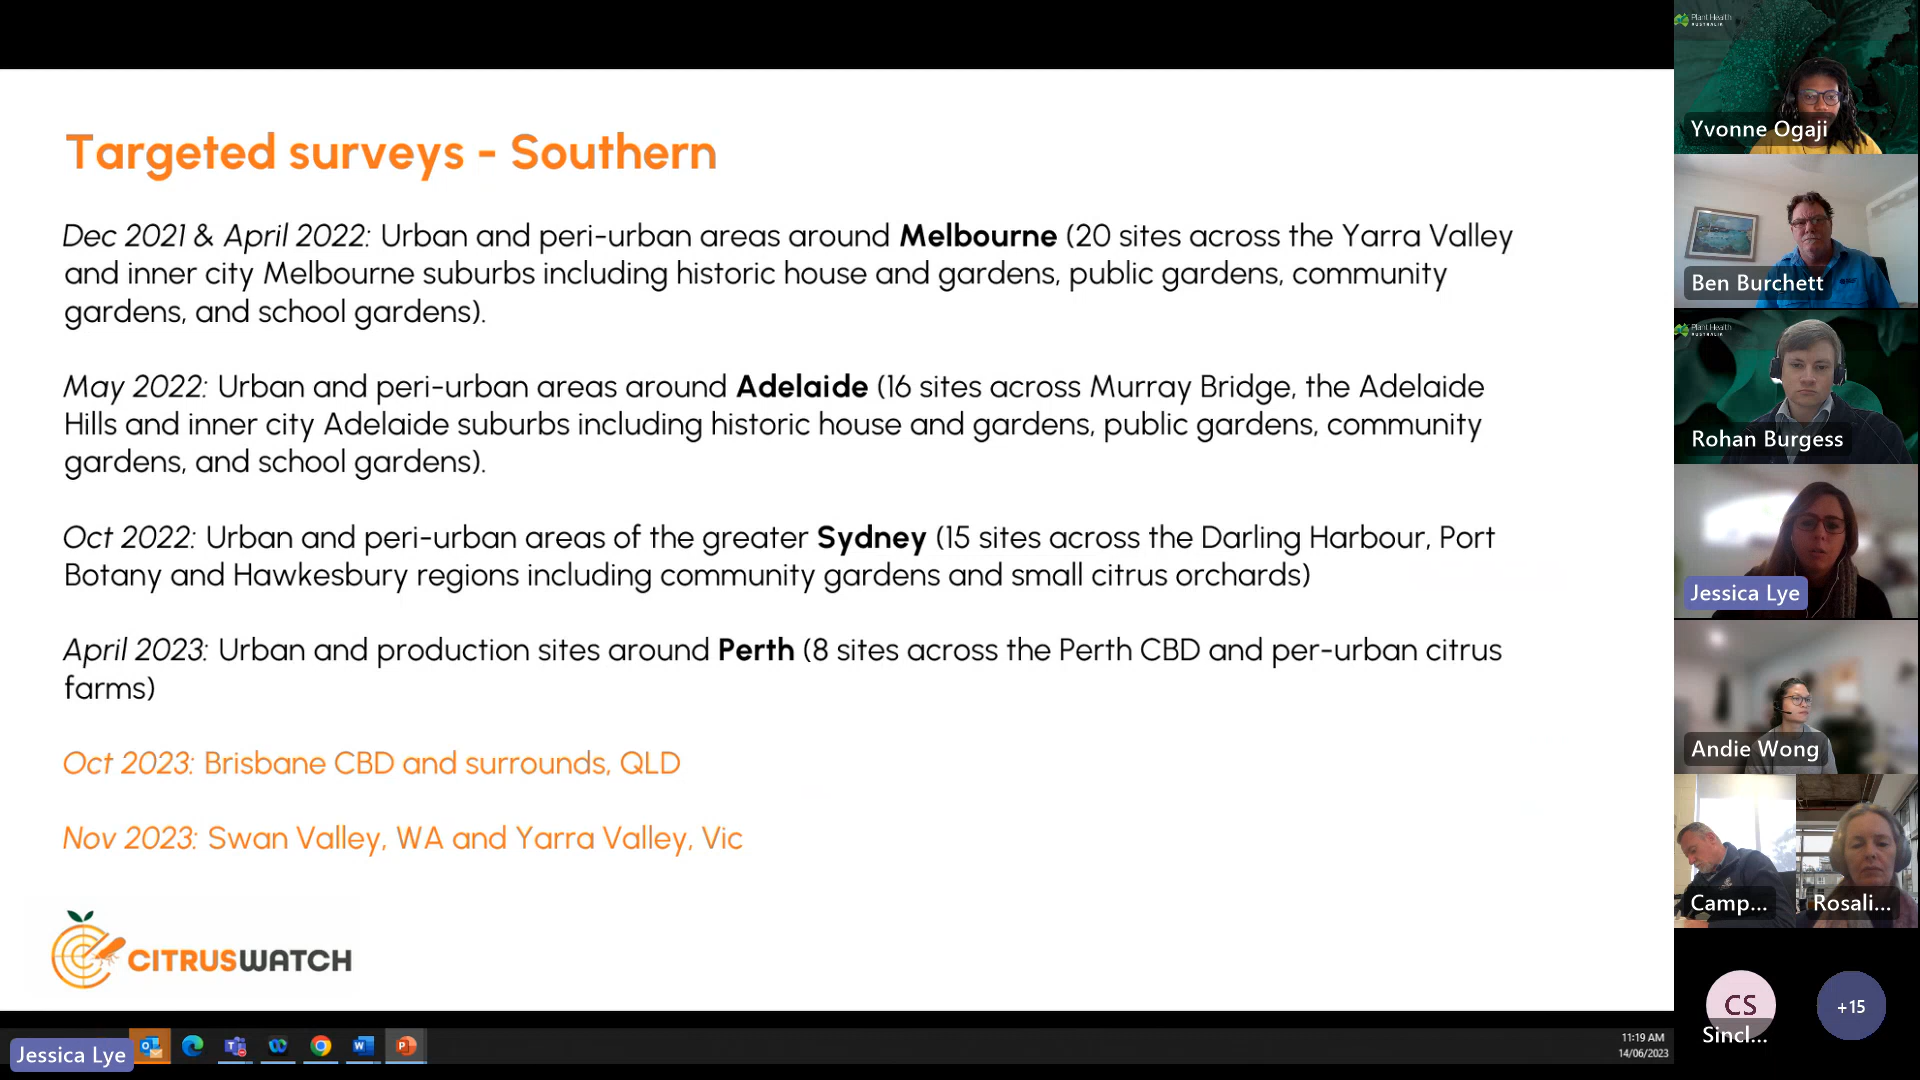 Targeted surveys - Southern
Dec 2021 & April 2022: Urban and peri-urban areas around Melbourne (20 sites across the Yarra Valley
and inner city Melbourne suburbs including historic house and gardens, public gardens, community
gardens, and school gardens).
May 2022: Urban and peri-urban areas around Adelaide (16 sites across Murray Bridge, the Adelaide
Hills and inner city Adelaide suburbs including historic house and gardens, public gardens, community
gardens, and school gardens).
Oct 2022: Urban and peri-urban areas of the greater Sydney (15 sites across the Darling Harbour, Port
Botany and Hawkesbury regions including community gardens and small citrus orchards)
April 2023: Urban and production sites around Perth (8 sites across the Perth CBD and per-urban citrus
farms)
Oct 2023: Brisbane CBD and surrounds, QLD
Nov 2023: Swan Valley, WA and Yarra Valley, Vic
CITRUSWATCH
Jessica Lye
11:19 AM
14/06/2023
Plant Health
AUSTRALIA
Yvonne Ogaji
Ben Burchett
Plant Health
AUSTRALIA
Rohan Burgess
Jessica Lye
Andie Wong
Camp...
Rosali...
CS
Sincl...
+15